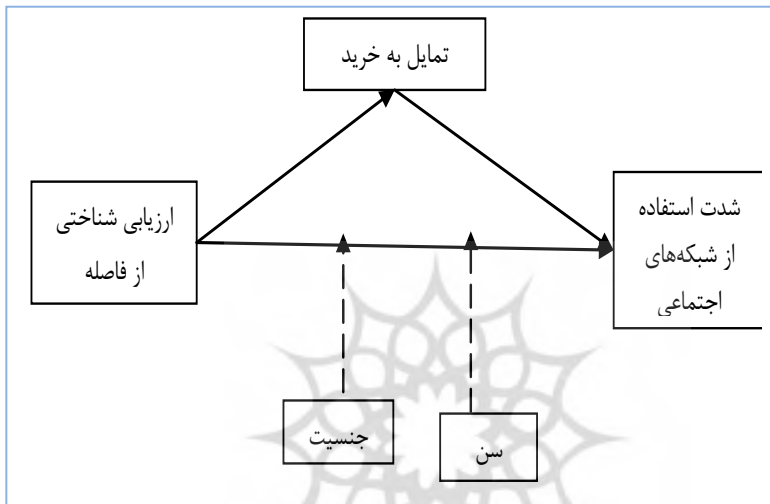 تمایل به خرید
ارزیابی شناختی
از فاصله
شدت استفاده
از شبکه‌های
اجتماعی
جنسیت
سن